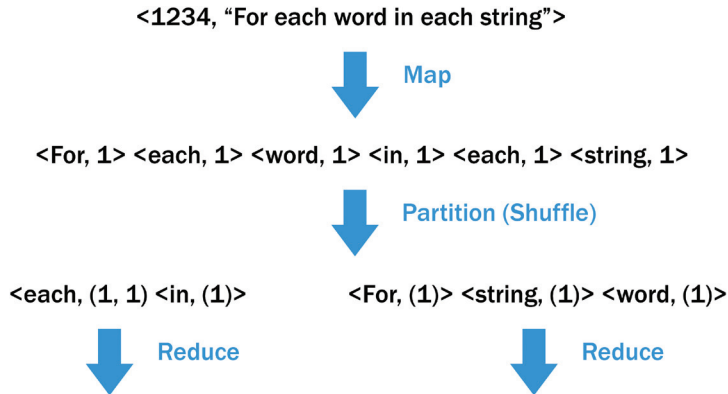 <1234, “For each word in each string”>
Map
<For, 1> <each, 1> <word, 1> <in, 1> <each, 1> <string, 1>
Partition (Shuffle)
<each, (1, 1) <in, (1)>
<For, (1)> <string, (1)> <word, (1)>
Reduce
Reduce